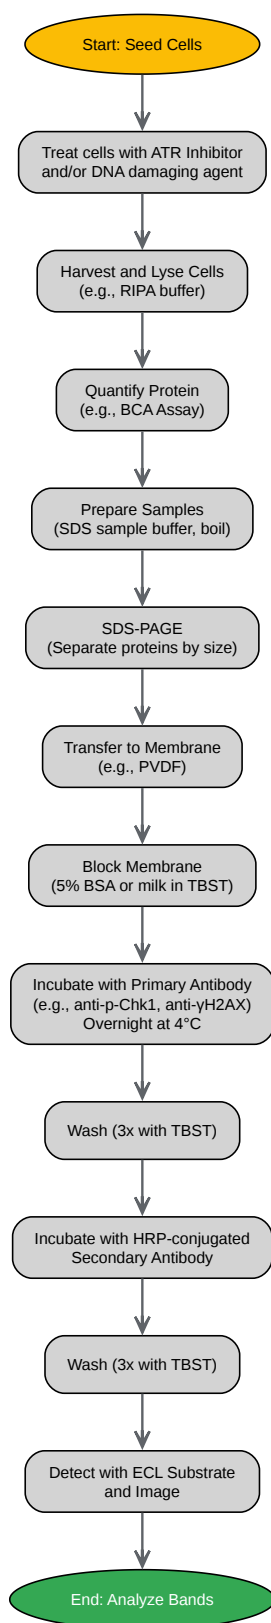 Start: Seed Cells
Treat cells with ATR Inhibitor
and/or DNA damaging agent
Harvest and Lyse Cells
(e.g., RIPA buffer)
Quantify Protein
(e.g., BCA Assay)
Prepare Samples
(SDS sample buffer, boil)
SDS-PAGE
(Separate proteins by size)
Transfer to Membrane
(e.g., PVDF)
Block Membrane
(5% BSA or milk in TBST)
Incubate with Primary Antibody
(e.g., anti-p-Chk1, anti-γH2AX)
Overnight at 4°C
Wash (3x with TBST)
Incubate with HRP-conjugated
Secondary Antibody
Wash (3x with TBST)
Detect with ECL Substrate
and Image
End: Analyze Bands